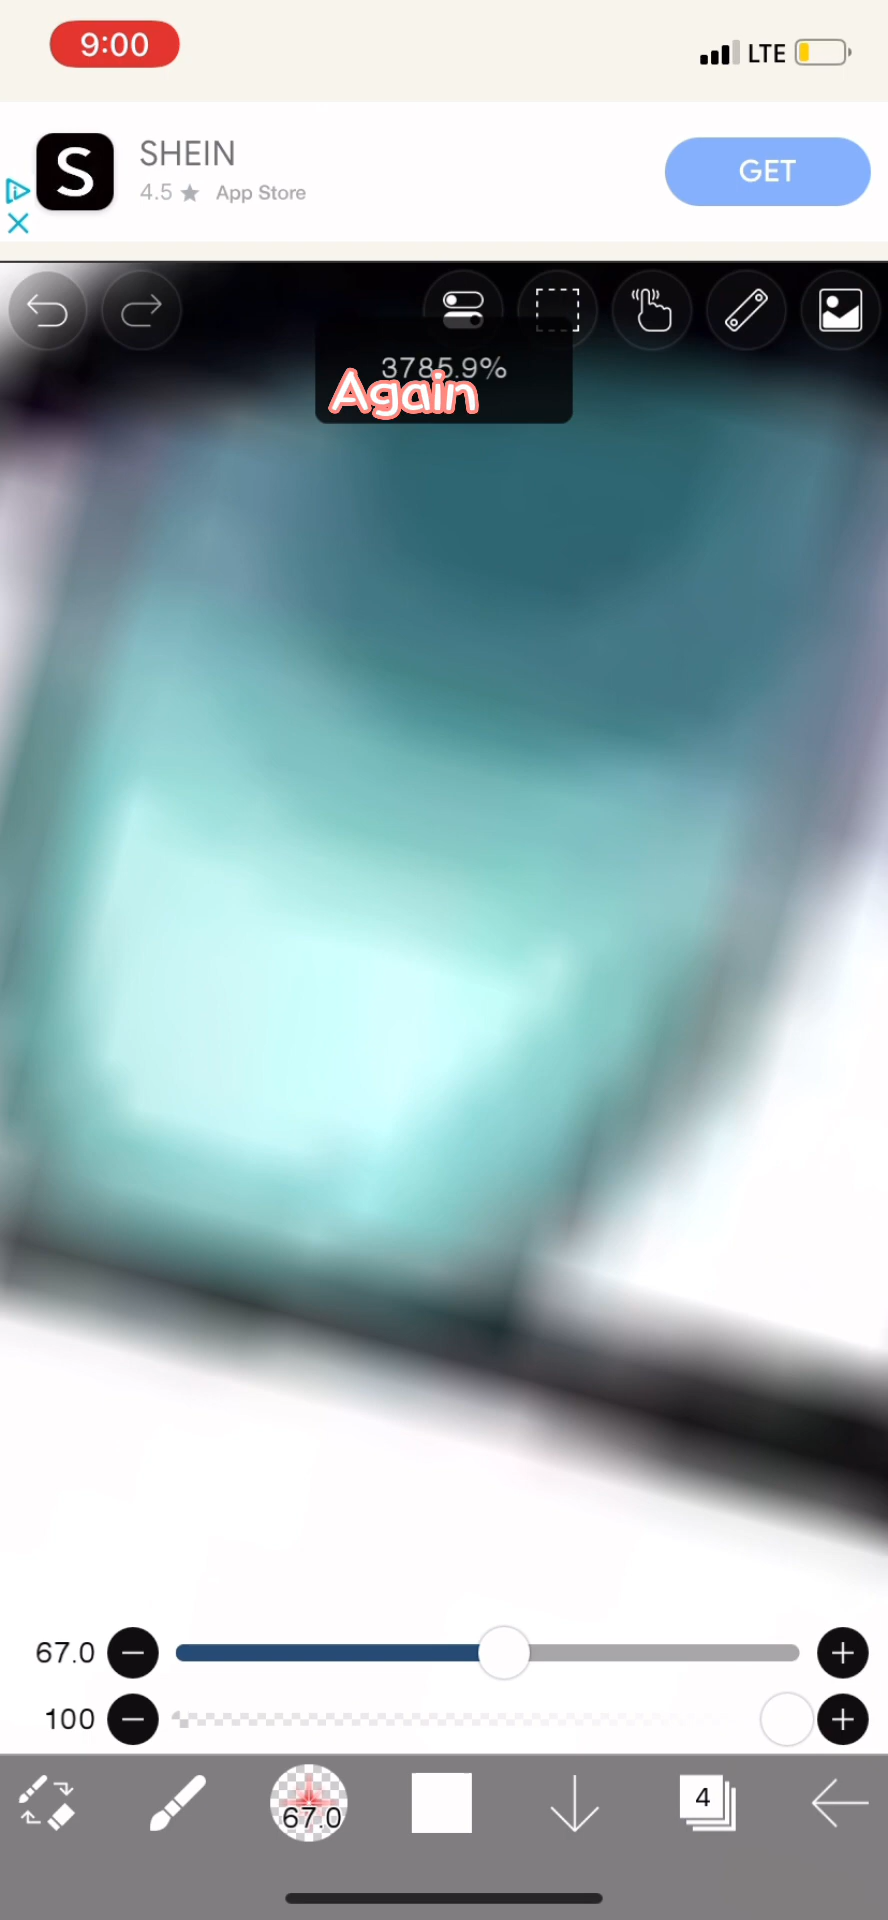 9:00
LTE
SHEIN
4.5 ★ App Store
GET
3785.9%
Again
67.0
100
67.0
4